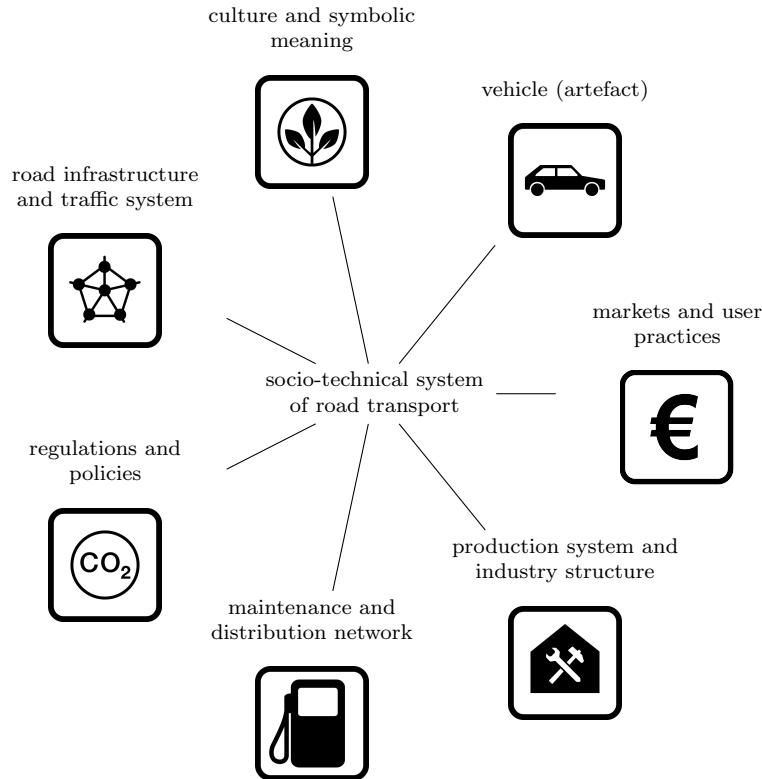 culture and symbolic
meaning
vehicle (artefact)
road infrastructure
and traffic system
markets and user
practices
€
socio-technical system
of road transport
regulations and
policies
CO₂
production system and
industry structure
maintenance and
distribution network